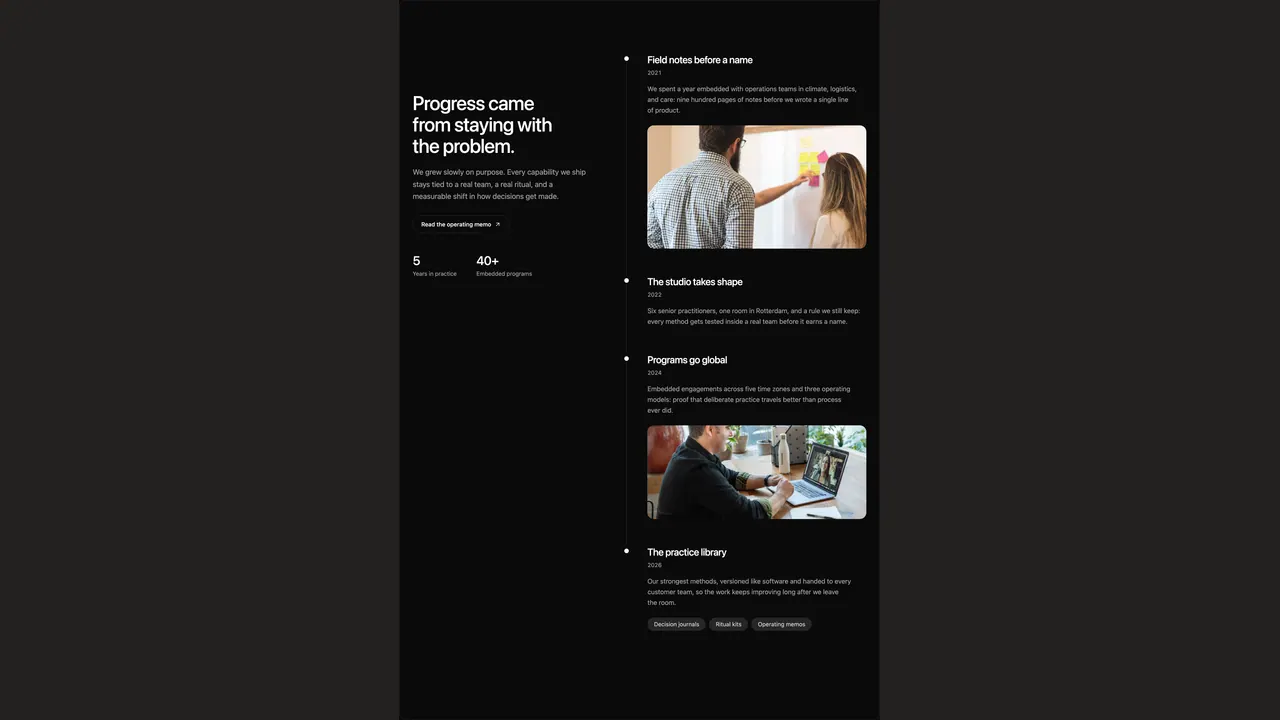 Progress came
from staying with
the problem.
We grew slowly on purpose. Every capability we ship
stays tied to a real team, a real ritual, and a
measurable shift in how decisions get made.
Read the operating memo
5
Years in practice
40+
Embedded programs
Field notes before a name
2021
We spent a year embedded with operations teams in climate, logistics,
and care: nine hundred pages of notes before we wrote a single line
of product.
The studio takes shape
2022
Six senior practitioners, one room in Rotterdam, and a rule we still keep:
every method gets tested inside a real team before it earns a name.
Programs go global
2024
Embedded engagements across five time zones and three operating
models: proof that deliberate practice travels better than process
ever did.
The practice library
2026
Our strongest methods, versioned like software and handed to every
customer team, so the work keeps improving long after we leave
the room.
Decision journals
Ritual kits
Operating memos